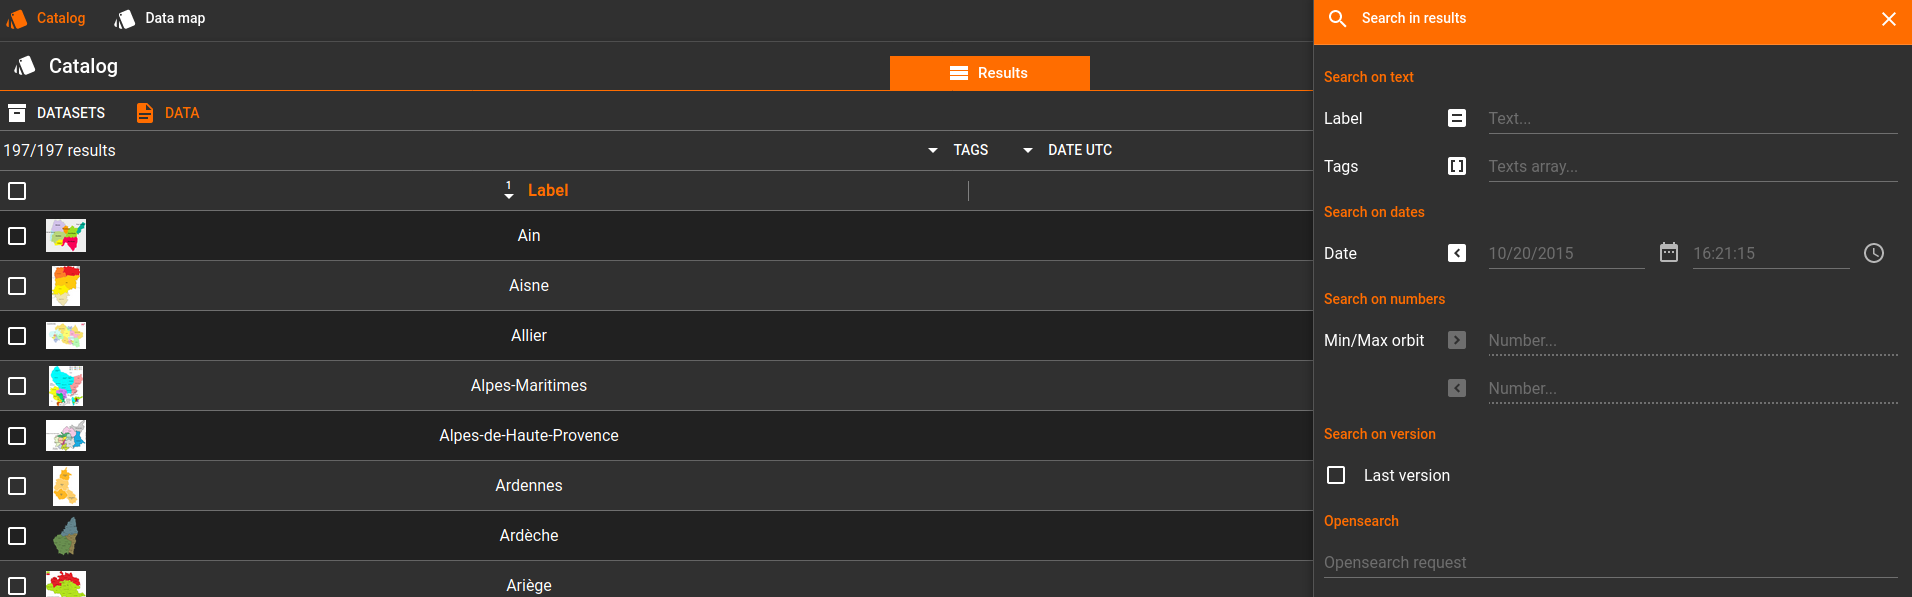 Catalog Data map
Catalog
Results
DATASETS DATA
197/197 results TAGS DATE UTC
1 Label
Ain
Aisne
Allier
Alpes-Maritimes
Alpes-de-Haute-Provence
Ardennes
Ardèche
Ariège
Search in results
Search on text
Label Text...
Tags Texts array...
Search on dates
Date 10/20/2015 16:21:15
Search on numbers
Min/Max orbit Number...
Number...
Search on version
Last version
Opensearch
Opensearch request